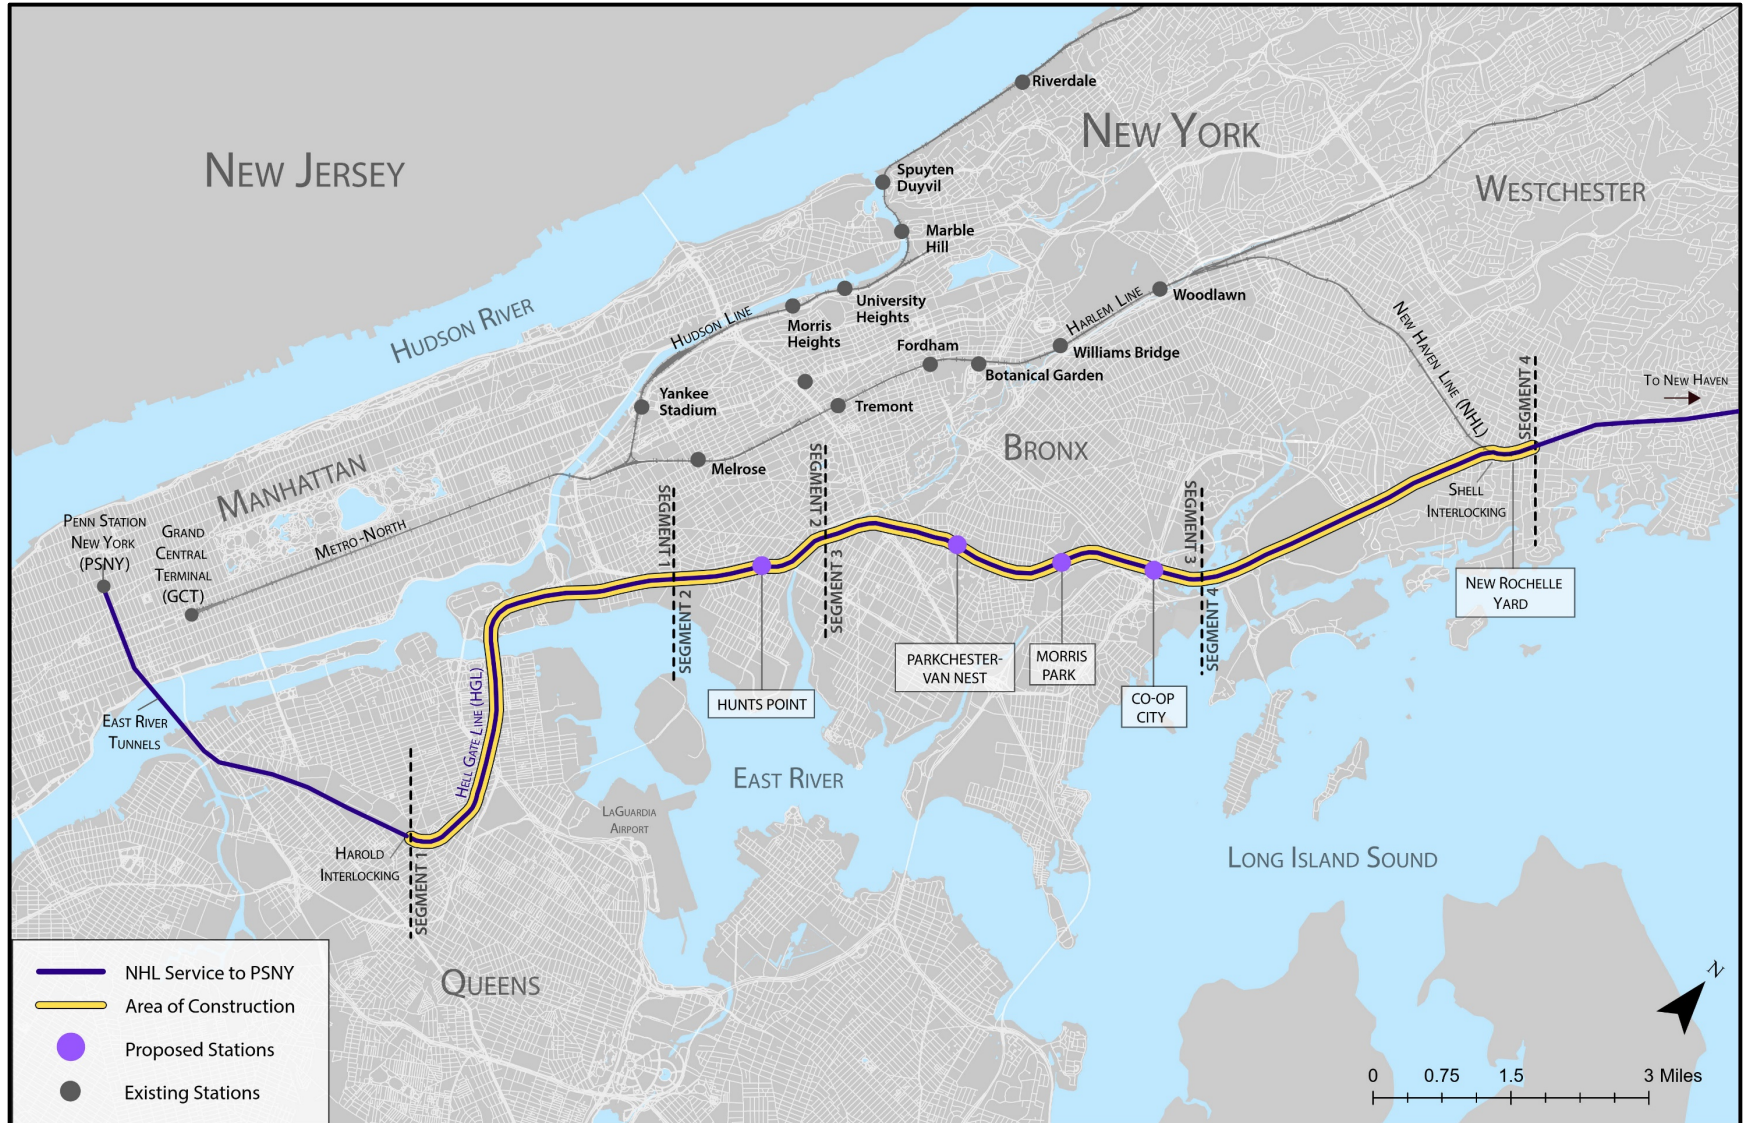 Riverdale
NEW YORK
NEW JERSEY
Spuyten
Duyvil
WESTCHESTER
Marble
Hill
HUDSON RIVER
HUDSON LINE
University
Heights
Morris
Heights
HARLEM LINE
Woodlawn
NEW HAVEN LINE (NHL)
Fordham
Williams Bridge
Botanical Garden
SEGMENT 4
TO NEW HAVEN
Yankee
Stadium
Tremont
BRONX
MANHATTAN
Melrose
SEGMENT 2
SEGMENT 1
SEGMENT 3
SHELL
INTERLOCKING
PENN STATION
NEW YORK
(PSNY)
GRAND
CENTRAL
TERMINAL
(GCT)
METRO-NORTH
SEGMENT 3
SEGMENT 2
SEGMENT 4
NEW ROCHELLE
YARD
PARKCHESTER-
VAN NEST
MORRIS
PARK
HUNTS POINT
CO-OP
CITY
EAST RIVER
TUNNELS
HELL GATE LINE (HGL)
EAST RIVER
LAGUARDIA
AIRPORT
HAROLD
INTERLOCKING
SEGMENT 1
LONG ISLAND SOUND
QUEENS
NHL Service to PSNY
Area of Construction
Proposed Stations
Existing Stations
N
0 0.75 1.5 3 Miles